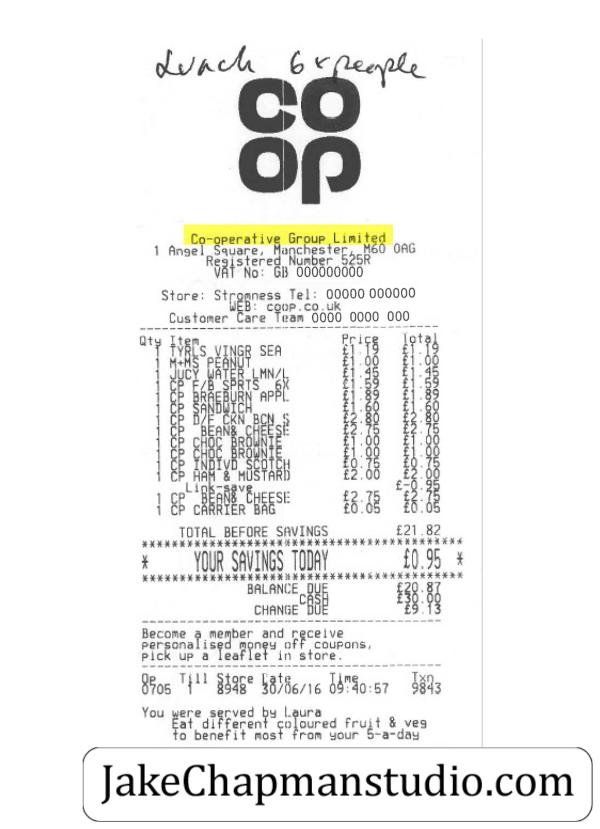 Lunch 6 x people
CO
OP
Co-operative Group Limited
1 Angel Square, Manchester, M60 0AG
Registered Number 525R
VAT No: GB 000000000
Store: Stromness Tel: 00000 000000
WEB: coop.co.uk
Customer Care Team 0000 0000 000
Qty Item Price Total
1 TYRLS VINGR SEA £1.19 £1.19
1 M+MS PEANUT £1.00 £1.00
1 JUCY WATER LMN/L £1.45 £1.45
1 CP F/B SPRTS 6X £1.59 £1.59
1 CP BRAEBURN APPL £1.89 £1.89
1 CP SANDWICH £1.60 £1.60
1 CP D/F CKN BCN S £2.80 £2.80
1 CP BEAN& CHEESE £2.75 £2.75
1 CP CHOC BROWNIE £1.00 £1.00
1 CP CHOC BROWNIE £1.00 £1.00
1 CP INDIVD SCOTCH £0.75 £0.75
1 CP HAM & MUSTARD £2.00 £2.00
Link-save £-0.95
1 CP BEAN& CHEESE £2.75 £2.75
1 CP CARRIER BAG £0.05 £0.05
TOTAL BEFORE SAVINGS £21.82
****************************************
* YOUR SAVINGS TODAY £0.95 *
****************************************
BALANCE DUE £20.87
CASH £30.00
CHANGE DUE £9.13
Become a member and receive
personalised money off coupons,
pick up a leaflet in store.
Op Till Store Date Time Txn
0705 1 8948 30/06/16 09:40:57 9843
You were served by Laura
Eat different coloured fruit & veg
to benefit most from your 5-a-day
JakeChapmanstudio.com